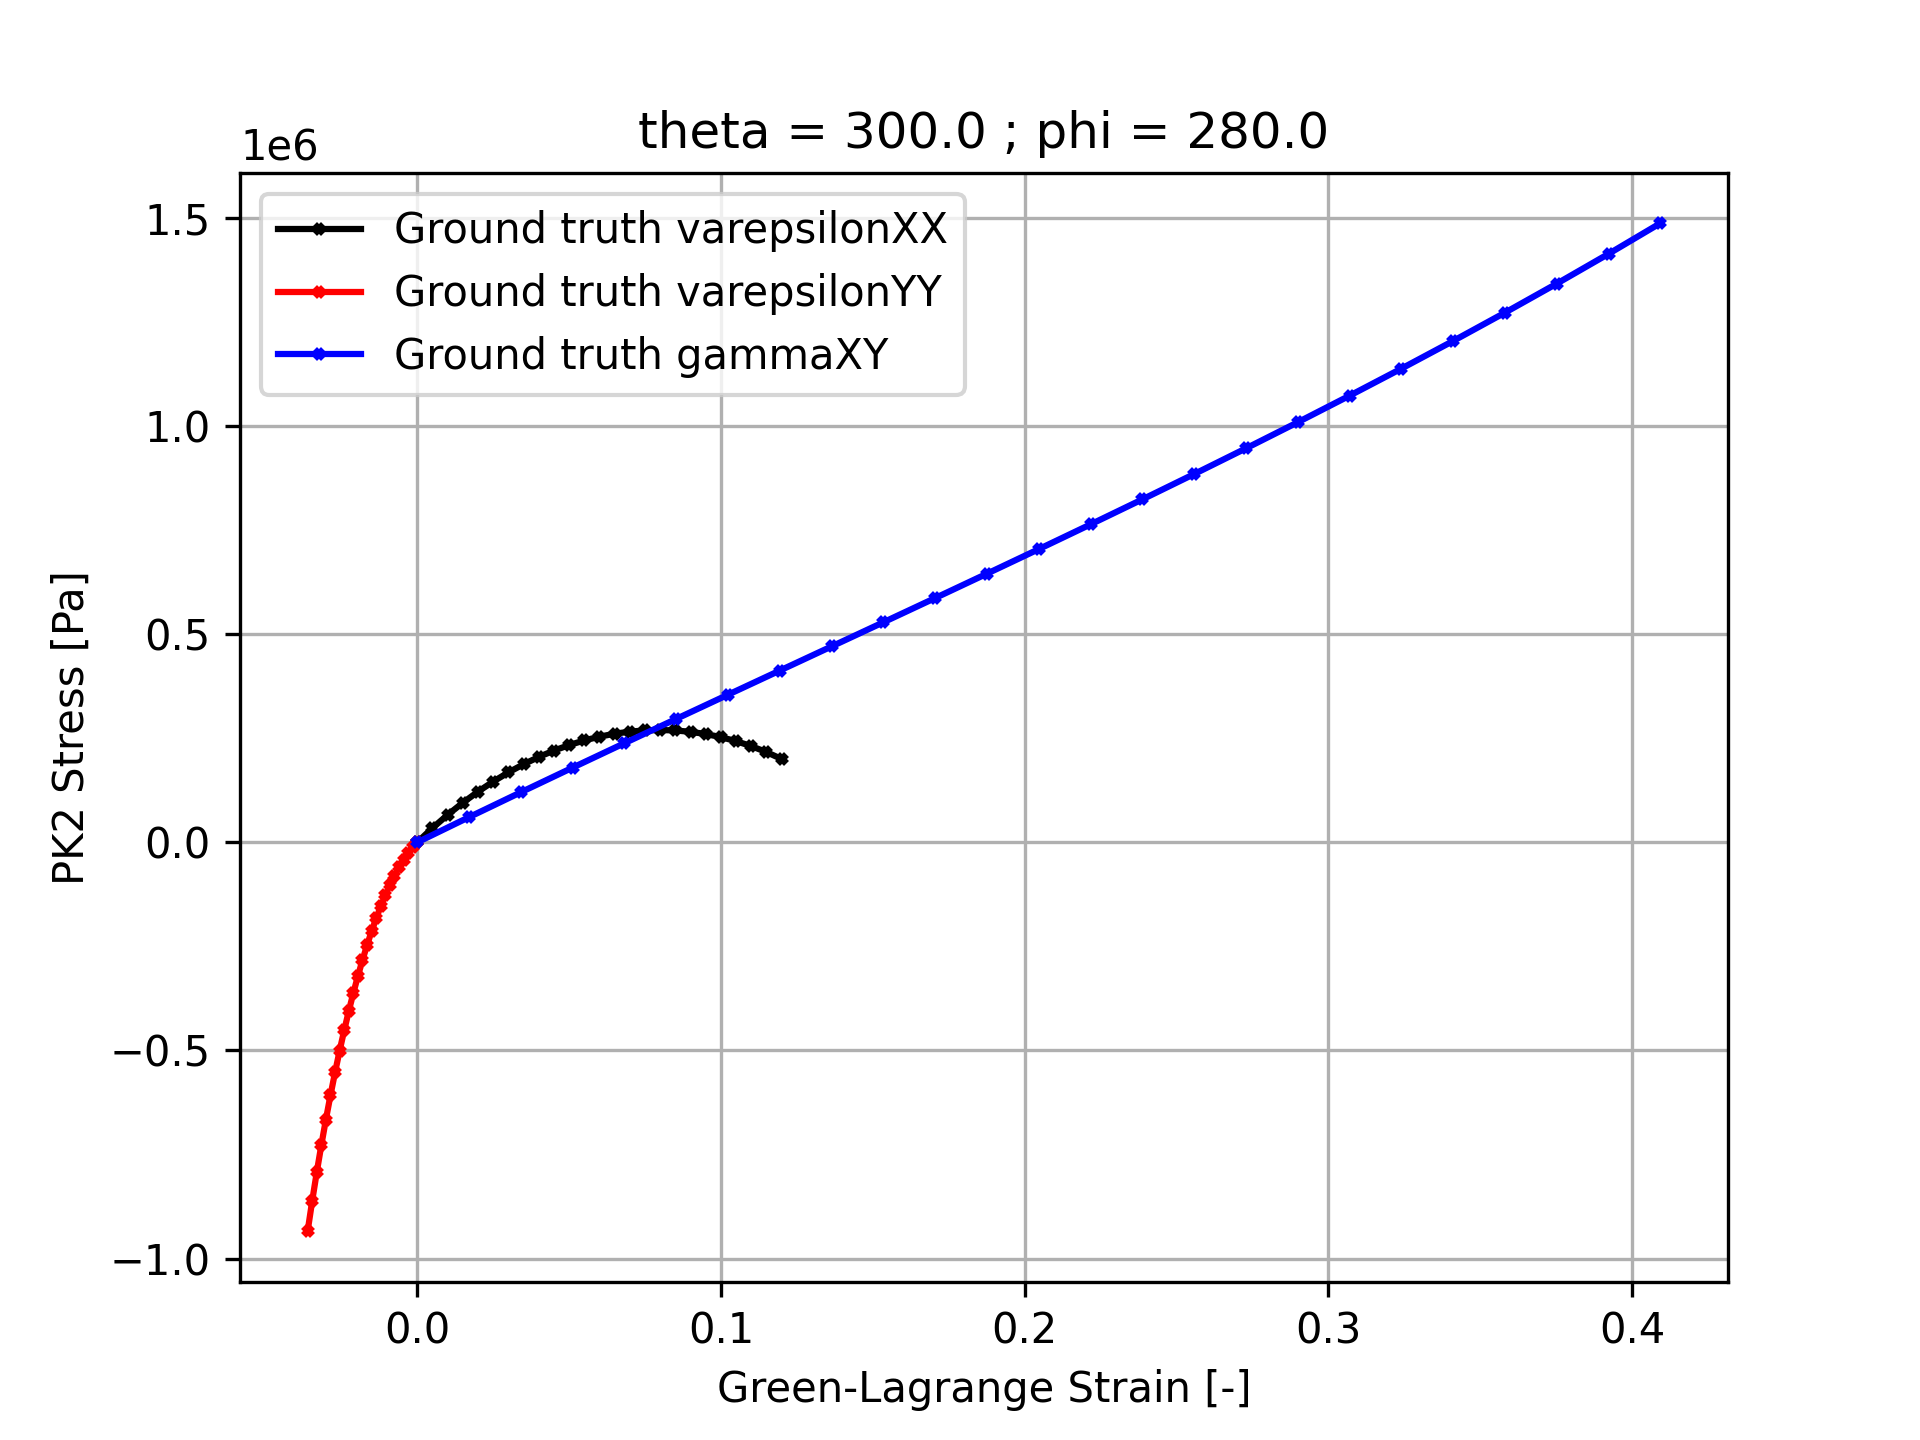 theta = 300.0 ; phi = 280.0
1e6
Ground truth varepsilonXX
Ground truth varepsilonYY
Ground truth gammaXY
1.5
1.0
0.5
0.0
−0.5
−1.0
PK2 Stress [Pa]
0.0 0.1 0.2 0.3 0.4
Green-Lagrange Strain [-]